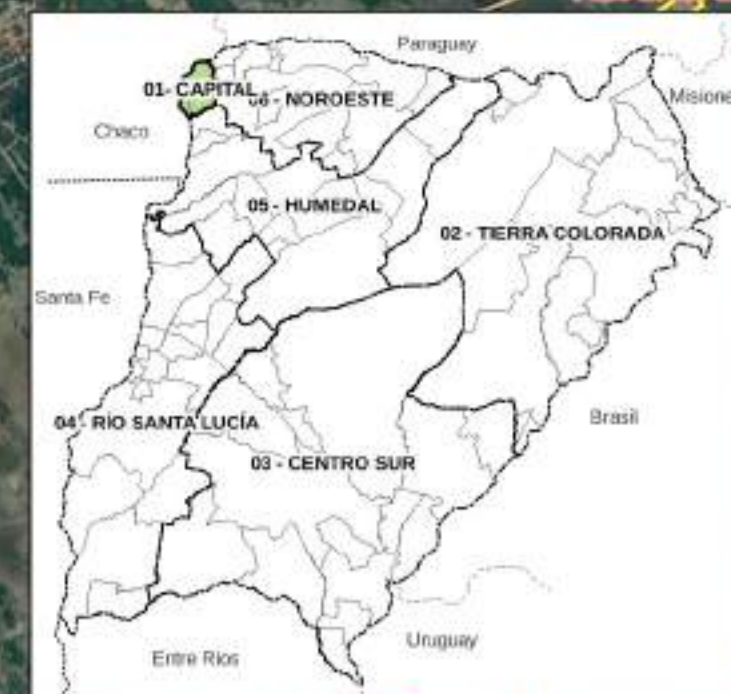 Paraguay
01- CAPITAL
- NOROESTE
Misione
Chaco
05 - HUMEDAL
02 - TIERRA COLORADA
Santa Fe
Brasil
04 - RIO SANTA LUCÍA
03 - CENTRO SUR
Uruguay
Entre Rios